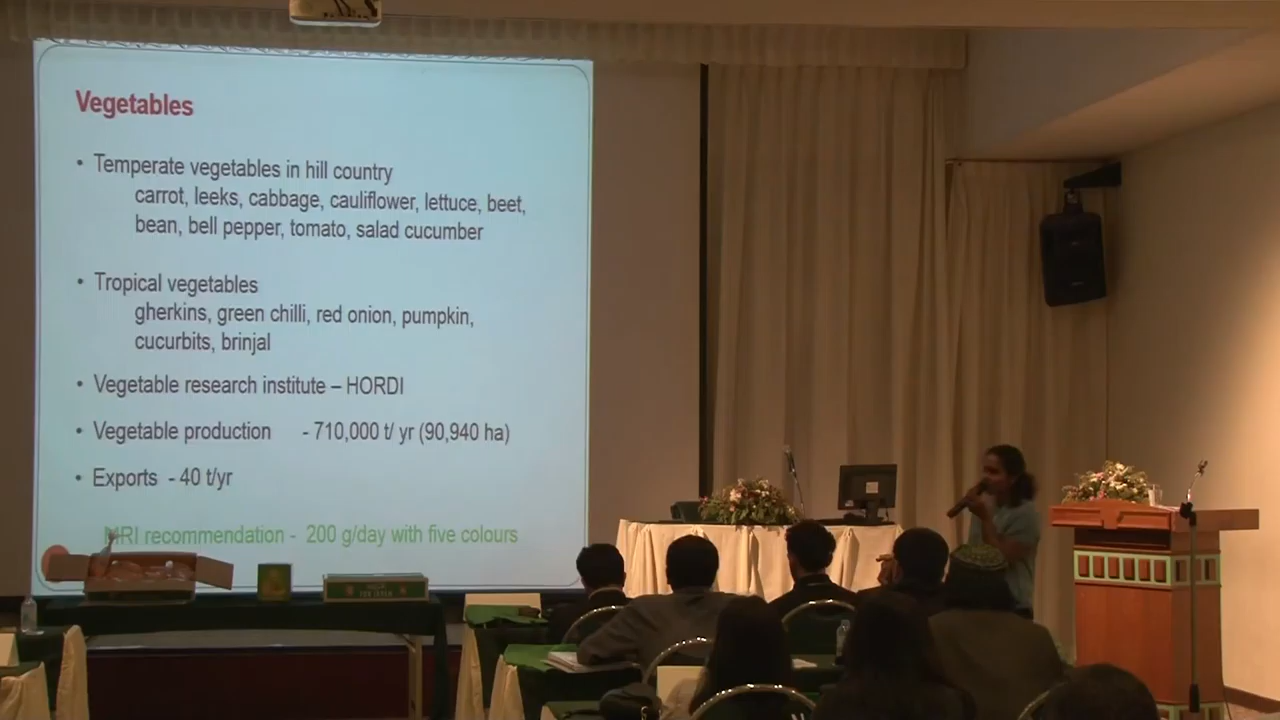 Vegetables
• Temperate vegetables in hill country
carrot, leeks, cabbage, cauliflower, lettuce, beet,
bean, bell pepper, tomato, salad cucumber
• Tropical vegetables
gherkins, green chilli, red onion, pumpkin,
cucurbits, brinjal
• Vegetable research institute – HORDI
• Vegetable production - 710,000 t/ yr (90,940 ha)
• Exports - 40 t/yr
MRI recommendation - 200 g/day with five colours